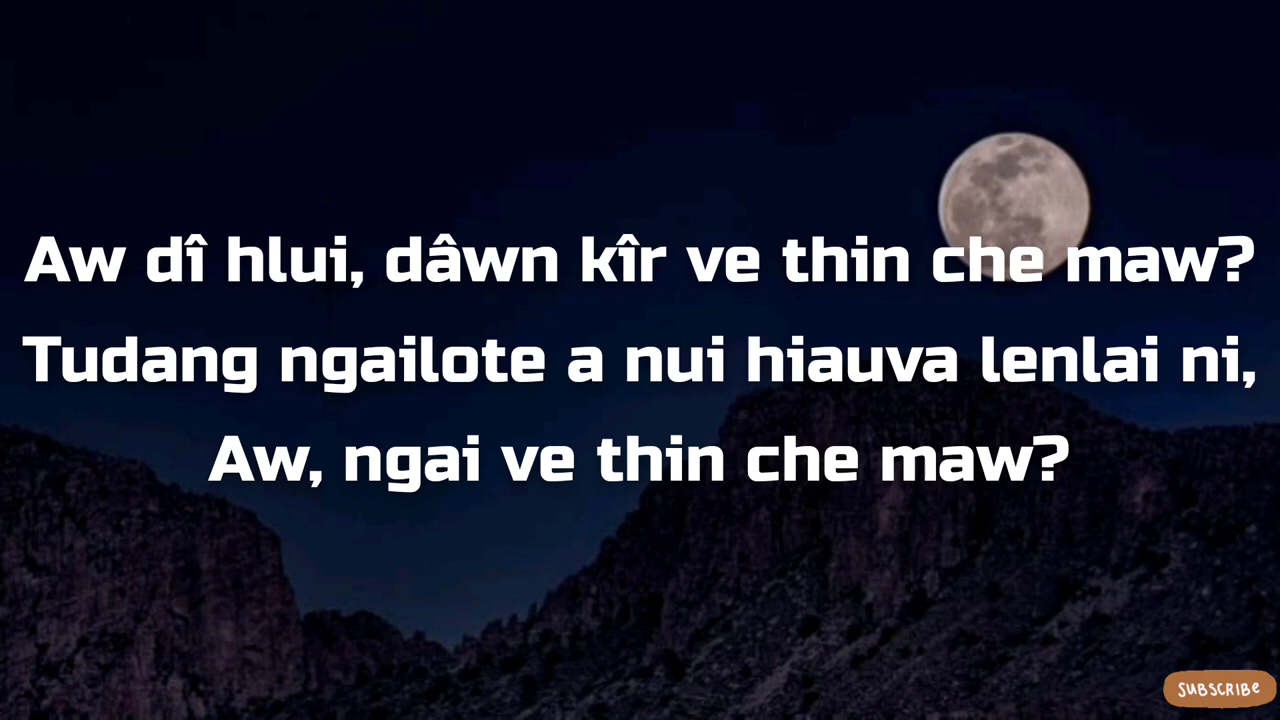 Aw dî hlui, dâwn kîr ve thin che maw?
Tudang ngailote a nui hiauva lenlai ni,
Aw, ngai ve thin che maw?
SUBSCRIBe